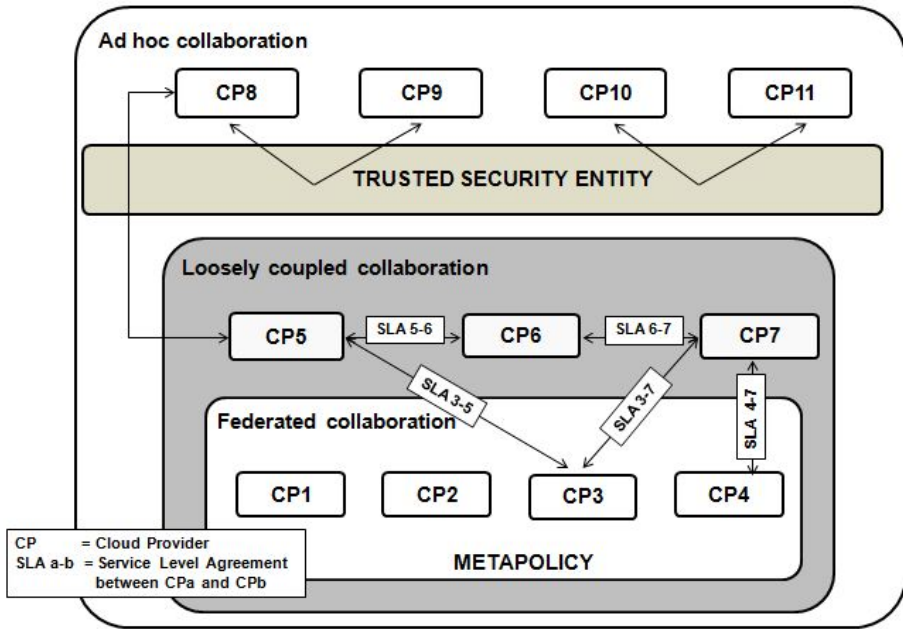 Ad hoc collaboration
CP8 CP9 CP10 CP11
TRUSTED SECURITY ENTITY
Loosely coupled collaboration
CP5 SLA 5-6 CP6 SLA 6-7 CP7
SLA 3-5 SLA 3-7 SLA 4-7
Federated collaboration
CP1 CP2 CP3 CP4
METAPOLICY
CP = Cloud Provider
SLA a-b = Service Level Agreement
between CPa and CPb